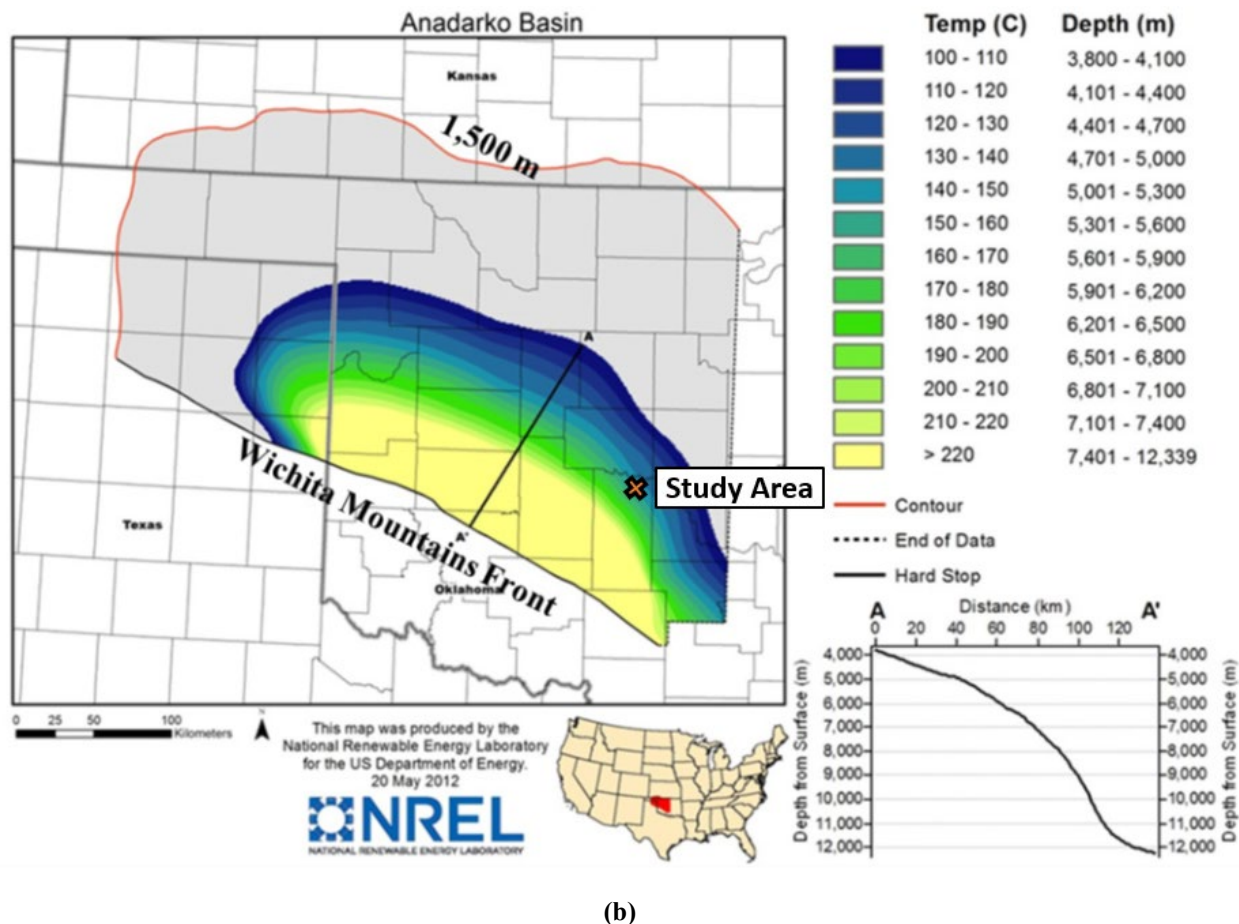 Anadarko Basin
Kansas
1,500 m
A
Study Area
Wichita Mountains Front
A'
Texas
Oklahoma
0 25 50 100
Kilometers
N
This map was produced by the
National Renewable Energy Laboratory
for the US Department of Energy.
20 May 2012
NREL
NATIONAL RENEWABLE ENERGY LABORATORY
Temp (C) Depth (m)
100 - 110 3,800 - 4,100
110 - 120 4,101 - 4,400
120 - 130 4,401 - 4,700
130 - 140 4,701 - 5,000
140 - 150 5,001 - 5,300
150 - 160 5,301 - 5,600
160 - 170 5,601 - 5,900
170 - 180 5,901 - 6,200
180 - 190 6,201 - 6,500
190 - 200 6,501 - 6,800
200 - 210 6,801 - 7,100
210 - 220 7,101 - 7,400
> 220 7,401 - 12,339
Contour
End of Data
Hard Stop
A Distance (km) A'
0 20 40 60 80 100 120
Depth from Surface (m)
4,000 4,000
5,000 5,000
6,000 6,000
7,000 7,000
8,000 8,000
9,000 9,000
10,000 10,000
11,000 11,000
12,000 12,000
Depth from Surface (m)
(b)